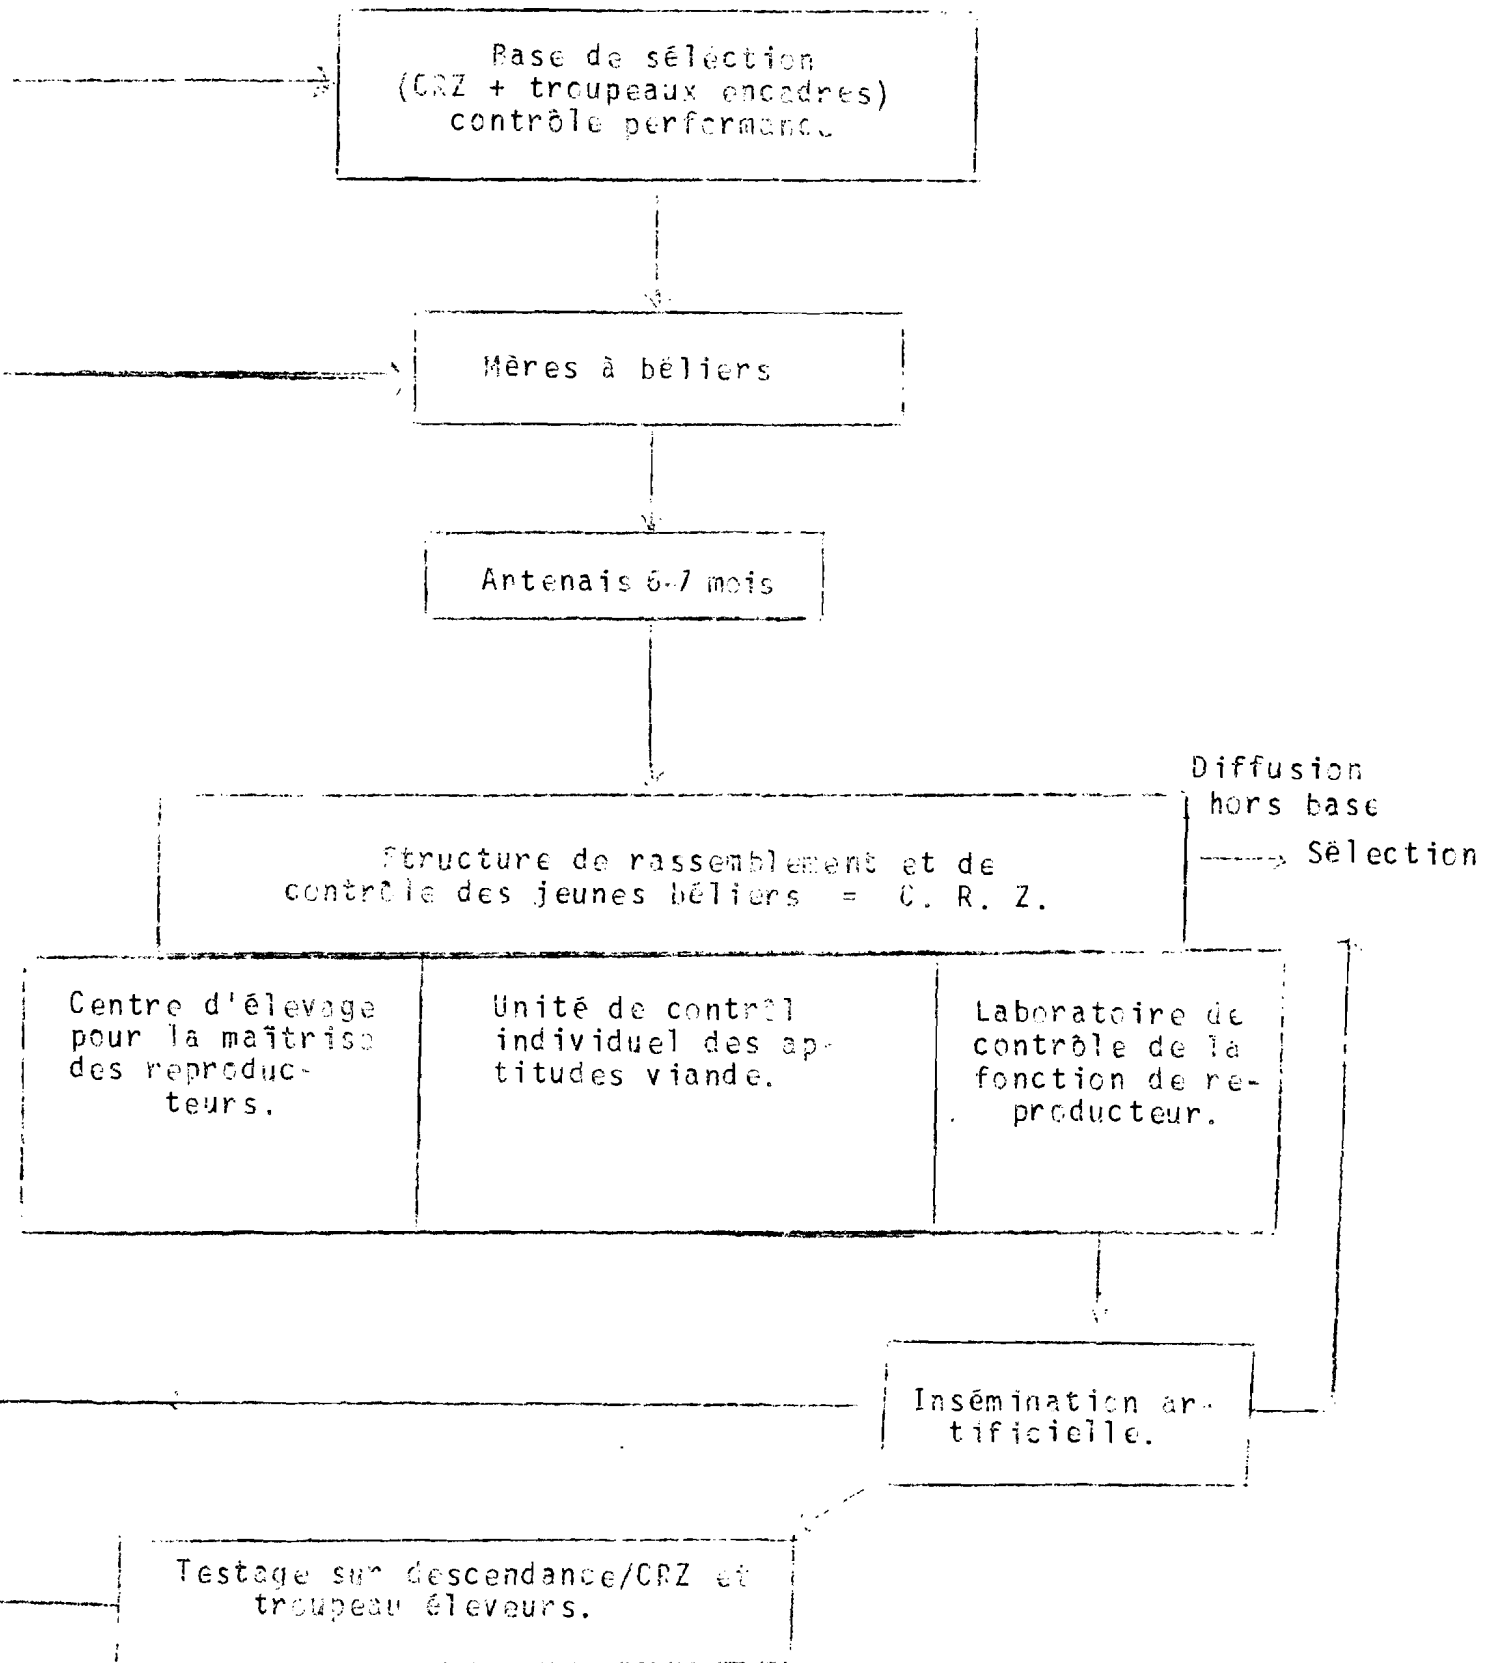 Base de sélection
(CRZ + troupeaux encadres)
contrôle performance
Mères à béliers
Antenais 6-7 mois
Diffusion
hors base
Sélection
Structure de rassemblement et de
contrôle des jeunes béliers = C. R. Z.
Centre d'élevage
pour la maîtrise
des reproduc-
teurs.
Unité de contrôl
individuel des ap-
titudes viande.
Laboratoire de
contrôle de la
fonction de re-
producteur.
Insémination ar-
tificielle.
Testage sur descendance/CRZ et
troupeau éleveurs.